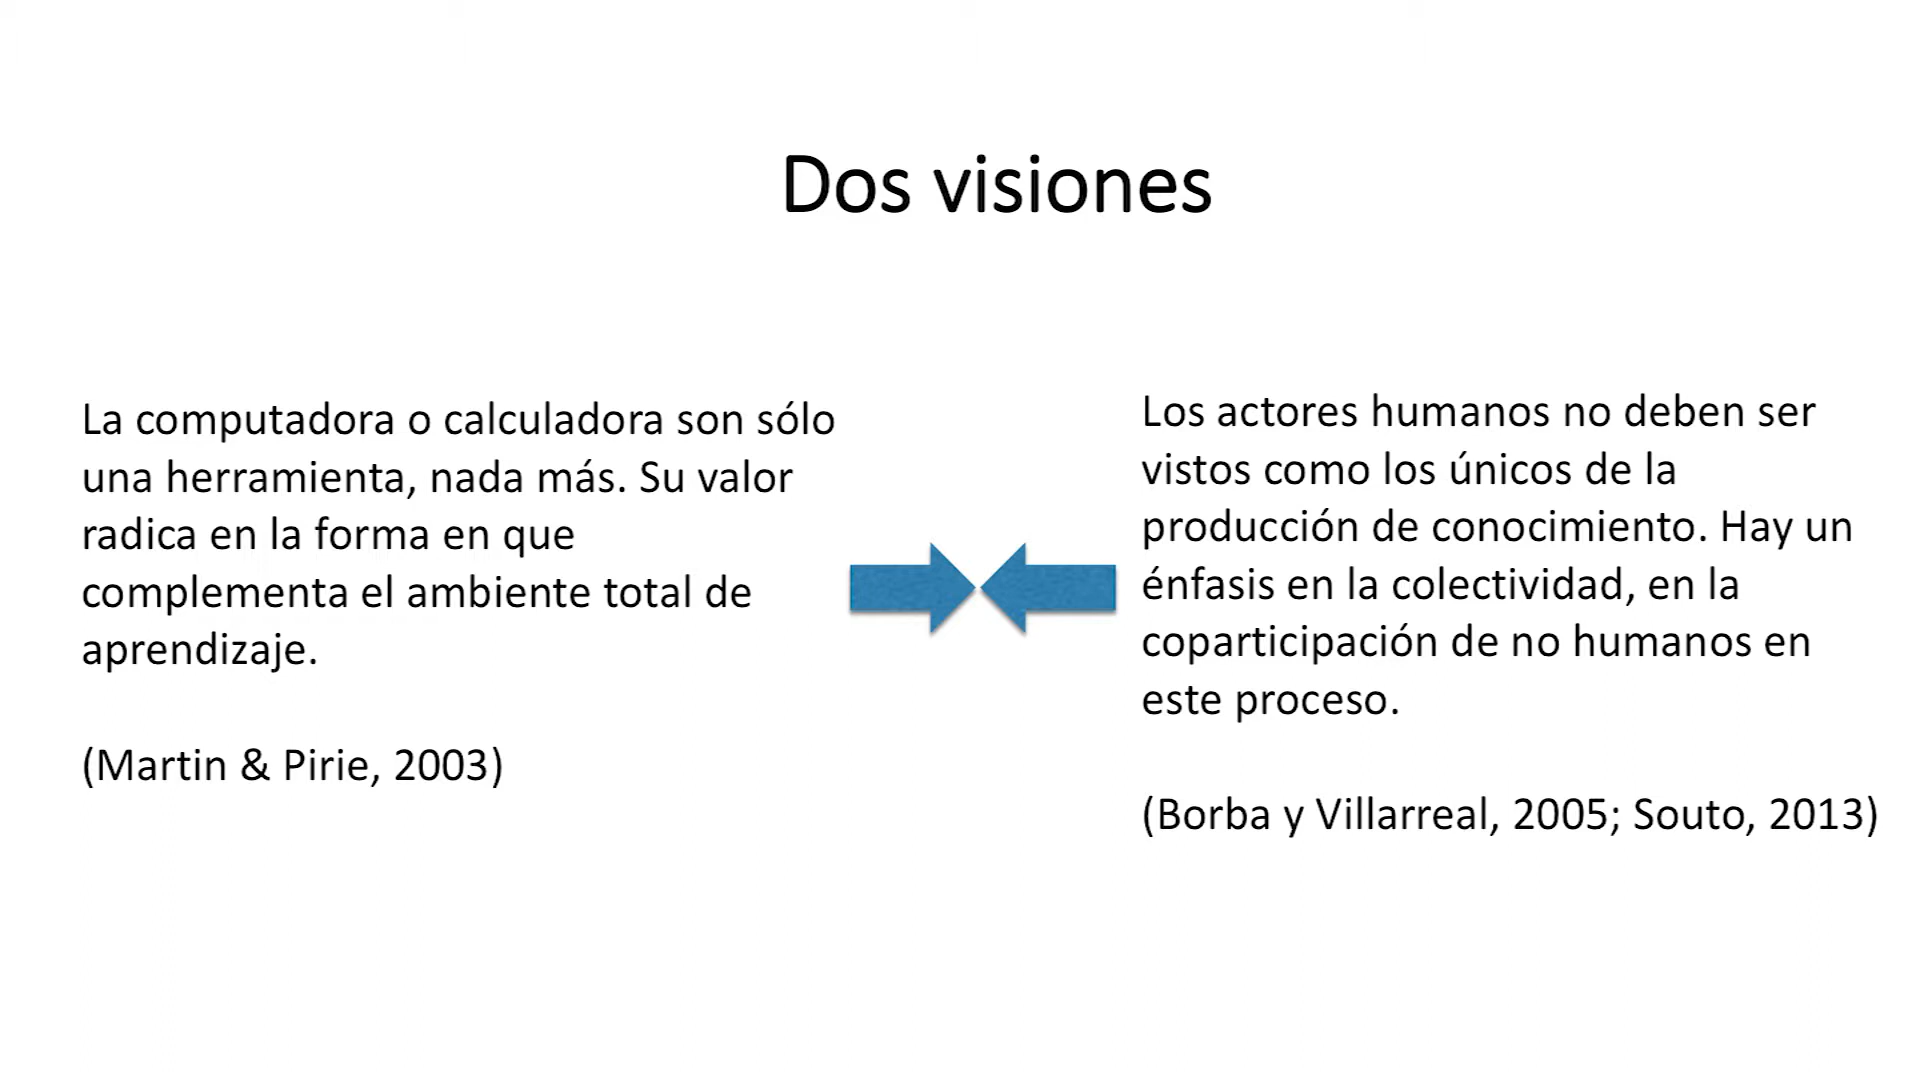 Dos visiones
La computadora o calculadora son sólo
una herramienta, nada más. Su valor
radica en la forma en que
complementa el ambiente total de
aprendizaje.
(Martin & Pirie, 2003)
Los actores humanos no deben ser
vistos como los únicos de la
producción de conocimiento. Hay un
énfasis en la colectividad, en la
coparticipación de no humanos en
este proceso.
(Borba y Villarreal, 2005; Souto, 2013)